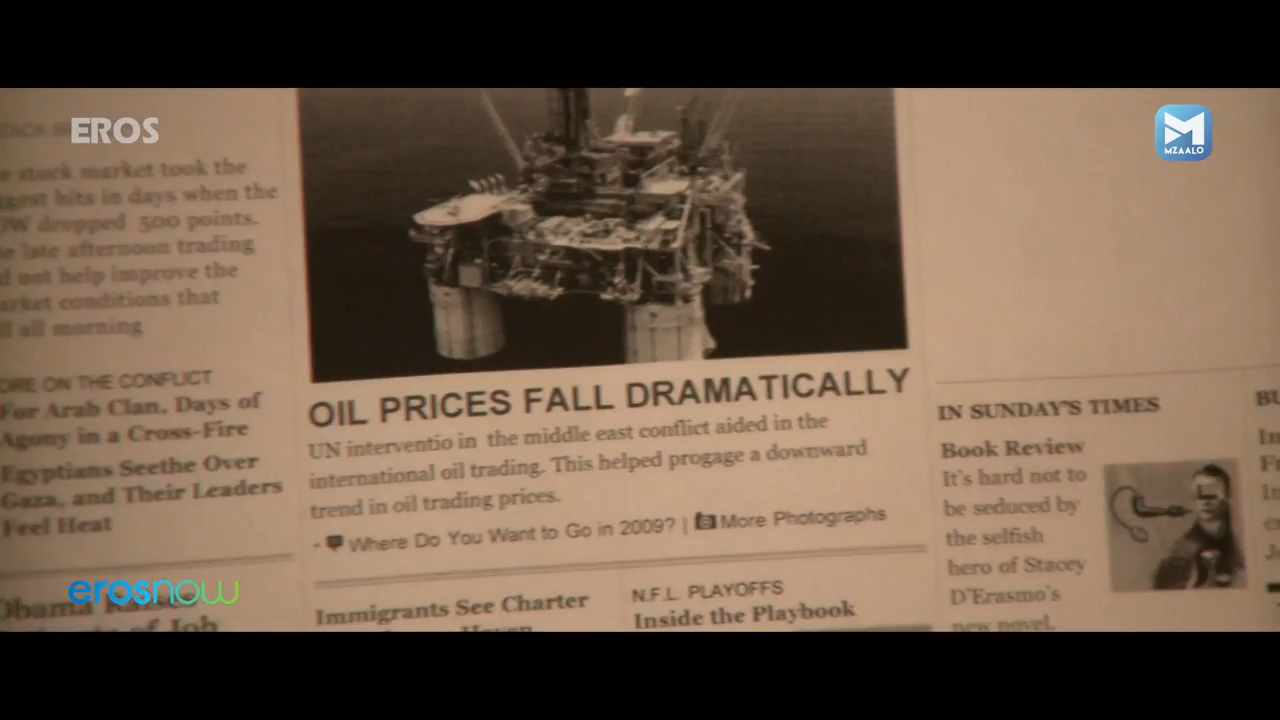 EROS
MZAALO
stock market took the
hits in days when the
dropped 500 points.
late afternoon trading
not help improve the
conditions that
all morning
ON THE CONFLICT
For Arab Clan, Days of
Agony in a Cross-Fire
Egyptians Seethe Over
Gaza, and Their Leaders
Feel Heat
erosnow
Obama
of Job
OIL PRICES FALL DRAMATICALLY
UN interventio in the middle east conflict aided in the
international oil trading. This helped progage a downward
trend in oil trading prices.
- Where Do You Want to Go in 2009? | More Photographs
Immigrants See Charter
N.F.L. PLAYOFFS
Inside the Playbook
IN SUNDAY'S TIMES
Book Review
It's hard not to
be seduced by
the selfish
hero of Stacey
D'Erasmo's
new novel,